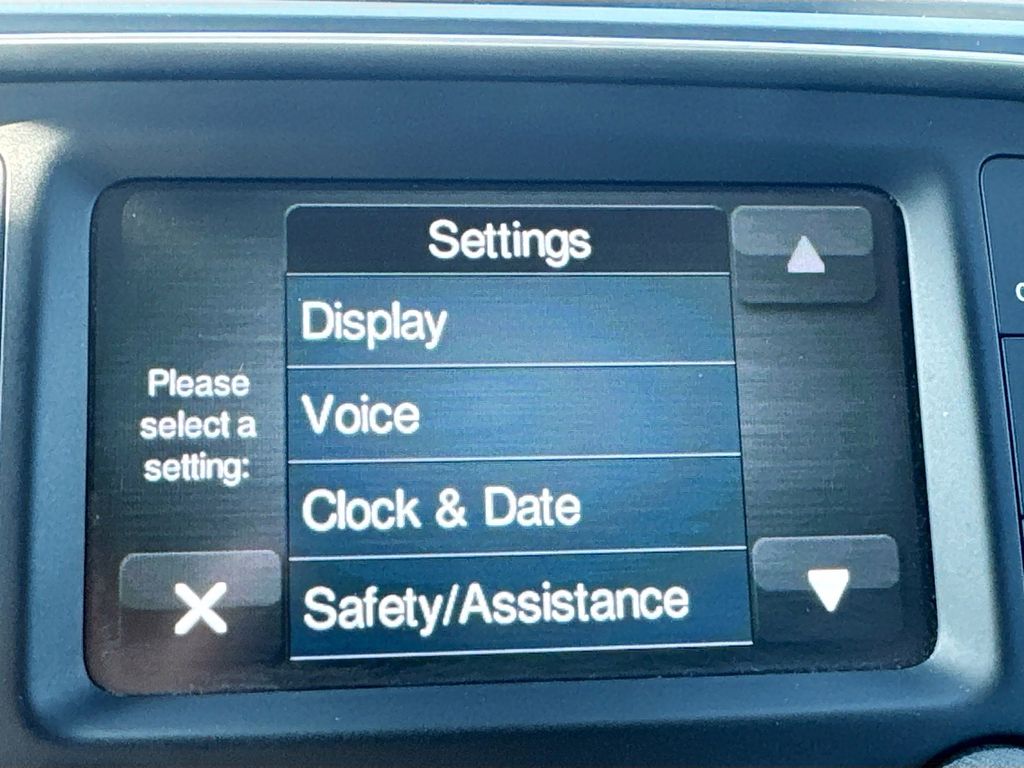 Settings
Display
Voice
Clock & Date
Safety/Assistance
Please
select a
setting: